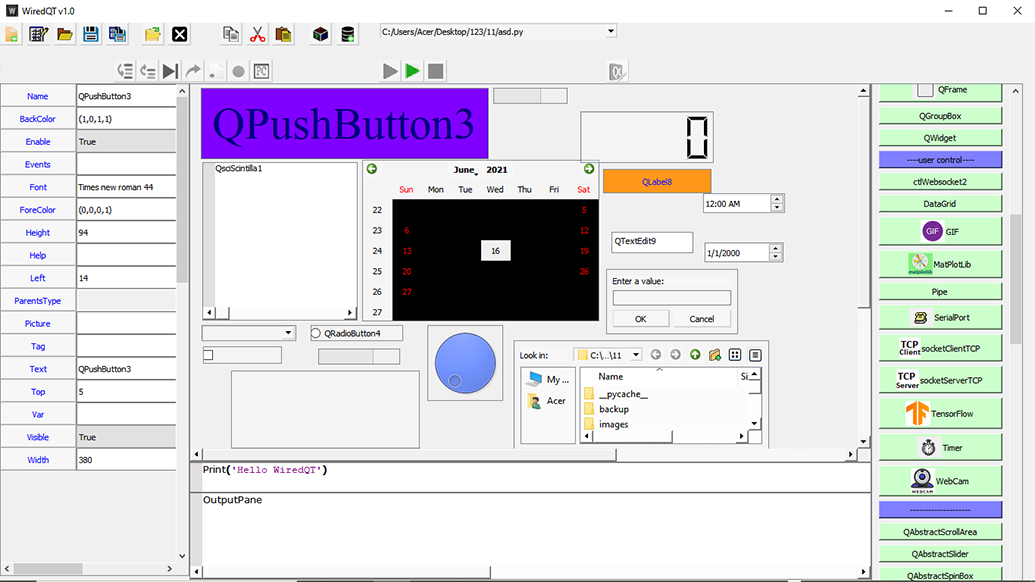 WiredQT v1.0
C:/Users/Acer/Desktop/123/11/asd.py
Name QPushButton3
BackColor (1,0,1,1)
Enable True
Events
Font Times new roman 44
ForeColor (0,0,0,1)
Height 94
Help
Left 14
ParentsType
Picture
Tag
Text QPushButton3
Top 5
Var
Visible True
Width 380
QPushButton3
0
QsciScintilla1
June, 2021
Sun Mon Tue Wed Thu Fri Sat
22 5
23 6 12
24 13 16 19
25 20 26
26 27
27
QLabel8
12:00 AM
QTextEdit9
1/1/2000
Enter a value:
OK Cancel
QRadioButton4
Look in: C:\...\11
My ...
Acer
Name Si
__pycache__
backup
images
Print('Hello WiredQT')
OutputPane
QFrame
QGroupBox
QWidget
----user control----
ctlWebsocket2
DataGrid
GIF GIF
matplotlib MatPlotLib
Pipe
SerialPort
TCP Client socketClientTCP
TCP Server socketServerTCP
TensorFlow
Timer
WEBCAM WebCam
--------------------
QAbstractScrollArea
QAbstractSlider
QAbstractSpinBox